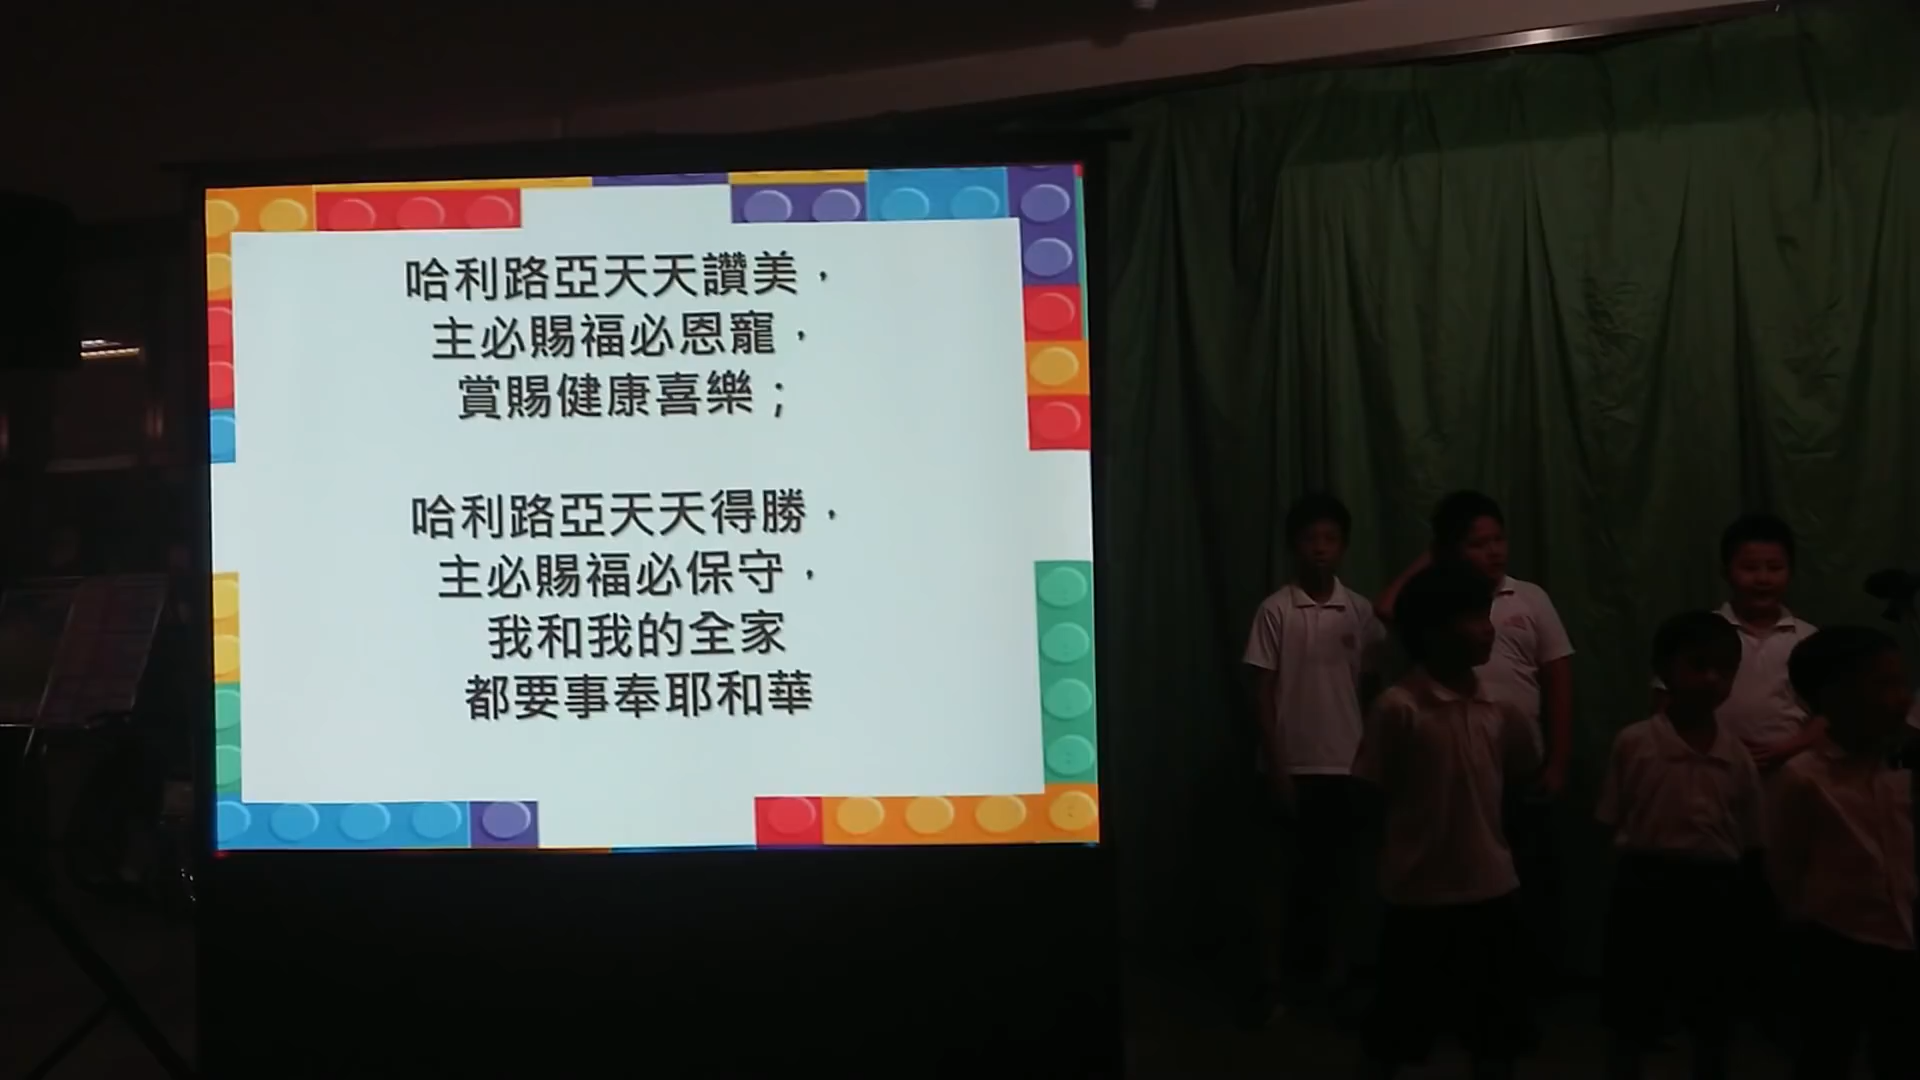 哈利路亞天天讚美，
主必賜福必恩寵，
賞賜健康喜樂；
哈利路亞天天得勝，
主必賜福必保守，
我和我的全家
都要事奉耶和華